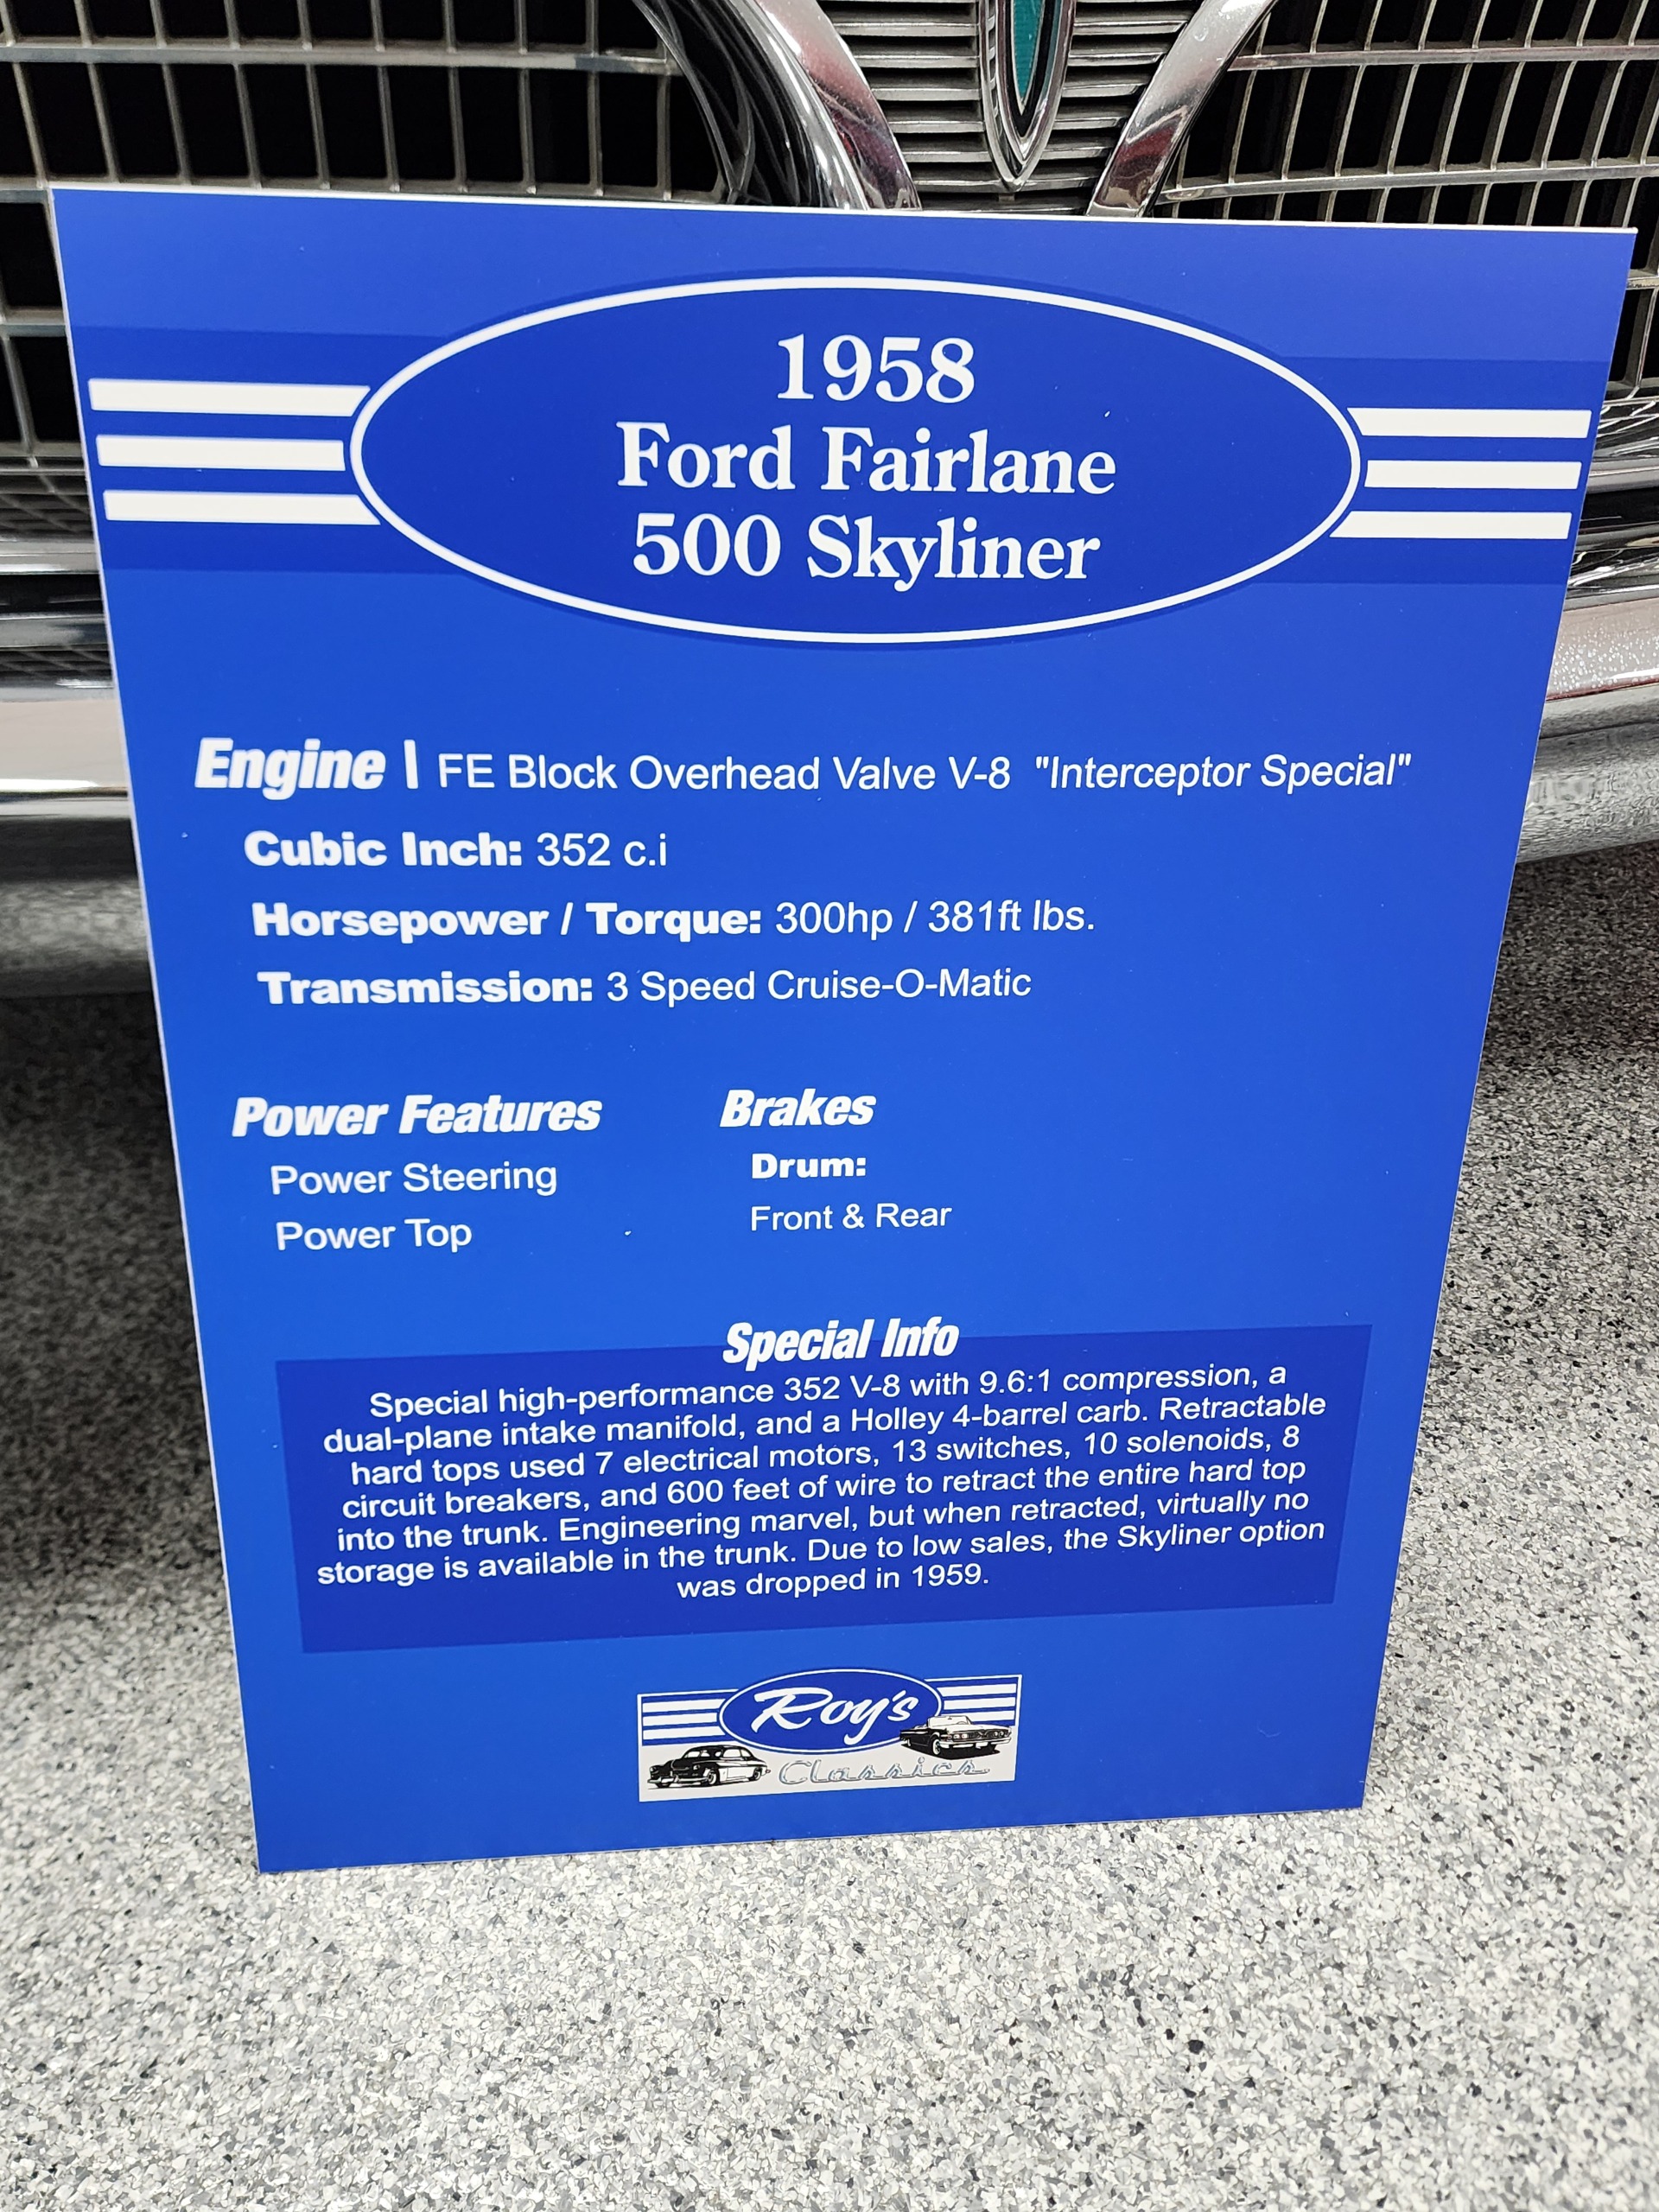 1958
Ford Fairlane
500 Skyliner
Engine | FE Block Overhead Valve V-8 "Interceptor Special"
Cubic Inch: 352 c.i
Horsepower / Torque: 300hp / 381ft lbs.
Transmission: 3 Speed Cruise-O-Matic
Power Features
Power Steering
Power Top
Brakes
Drum:
Front & Rear
Special Info
Special high-performance 352 V-8 with 9.6:1 compression, a
dual-plane intake manifold, and a Holley 4-barrel carb. Retractable
hard tops used 7 electrical motors, 13 switches, 10 solenoids, 8
circuit breakers, and 600 feet of wire to retract the entire hard top
into the trunk. Engineering marvel, but when retracted, virtually no
storage is available in the trunk. Due to low sales, the Skyliner option
was dropped in 1959.
Roy's
Classics